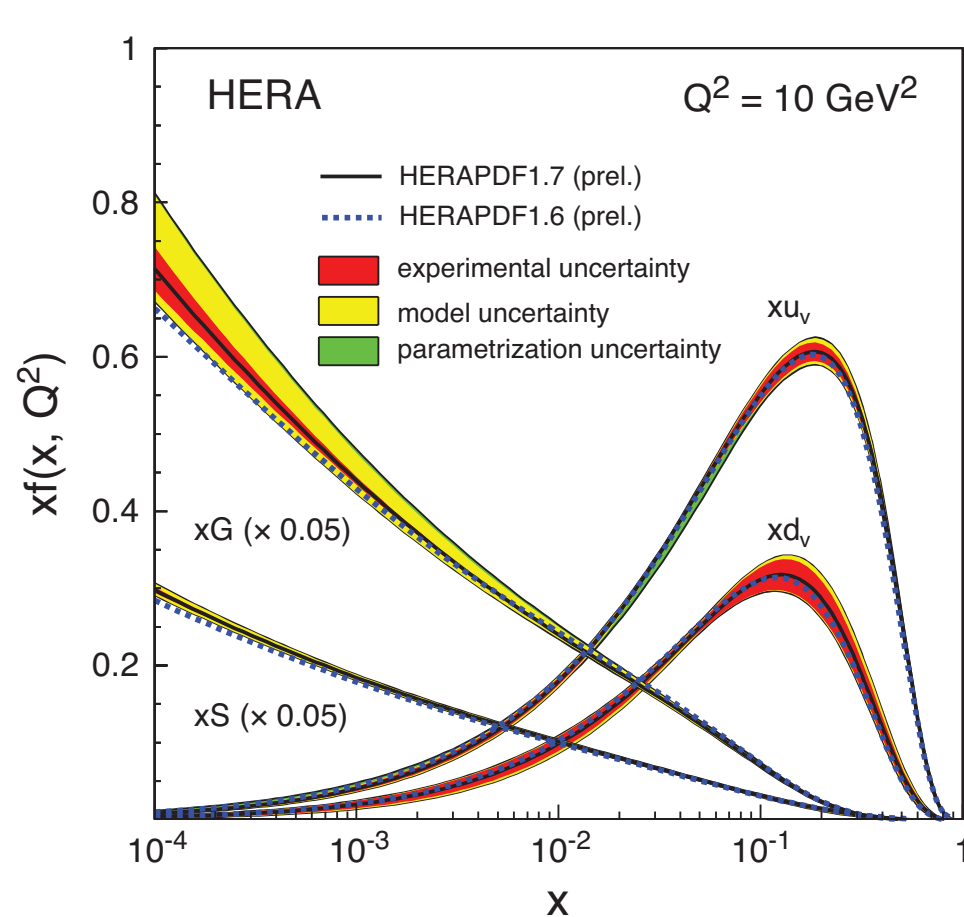 1
HERA
Q² = 10 GeV²
HERAPDF1.7 (prel.)
HERAPDF1.6 (prel.)
experimental uncertainty
model uncertainty
parametrization uncertainty
0.8
0.6
0.4
0.2
xf(x, Q²)
xuᵥ
xdᵥ
xG (× 0.05)
xS (× 0.05)
10⁻⁴ 10⁻³ 10⁻² 10⁻¹ 1
x